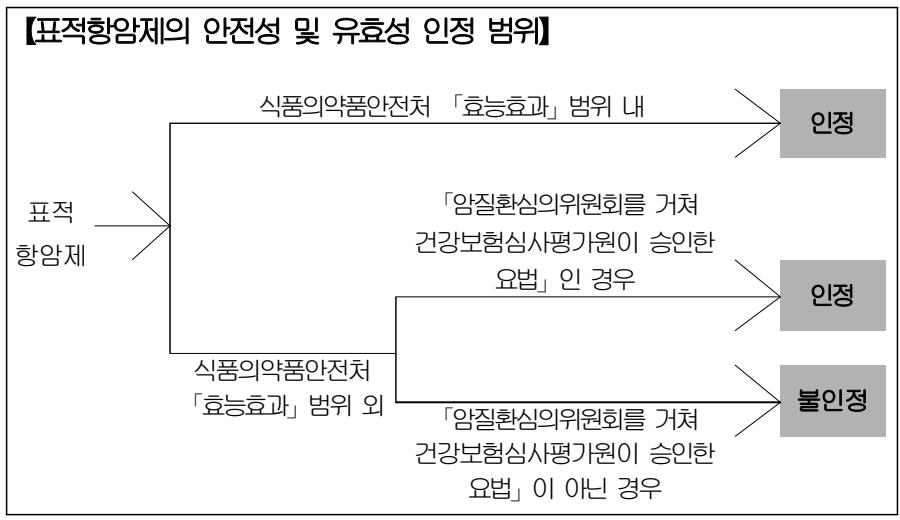 【표적항암제의 안전성 및 유효성 인정 범위】
식품의약품안전처 「효능효과」범위 내
인정
표적
항암제
「암질환심의위원회를 거쳐
건강보험심사평가원이 승인한
요법」인 경우
인정
식품의약품안전처
「효능효과」범위 외
불인정
「암질환심의위원회를 거쳐
건강보험심사평가원이 승인한
요법」이 아닌 경우